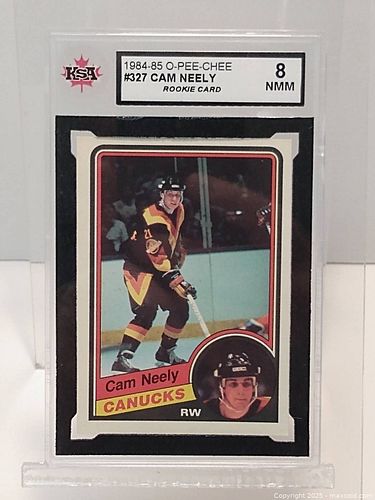 KSA
1984-85 O-PEE-CHEE
#327 CAM NEELY
ROOKIE CARD
8
NMM
21
Cam Neely
CANUCKS
RW
Copyright 2025 - maxsold.com